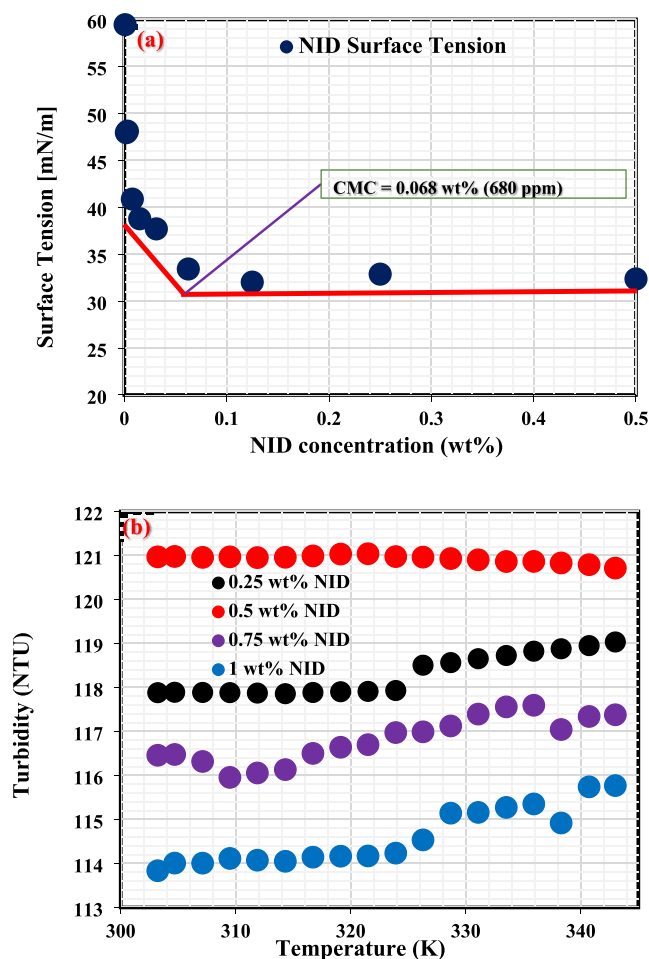 (a)
NID Surface Tension
60
55
50
45
40
35
30
25
20
Surface Tension [mN/m]
CMC = 0.068 wt% (680 ppm)
0 0.1 0.2 0.3 0.4 0.5
NID concentration (wt%)
(b)
122
121
120
119
118
117
116
115
114
113
Turbidity (NTU)
0.25 wt% NID
0.5 wt% NID
0.75 wt% NID
1 wt% NID
300 310 320 330 340
Temperature (K)